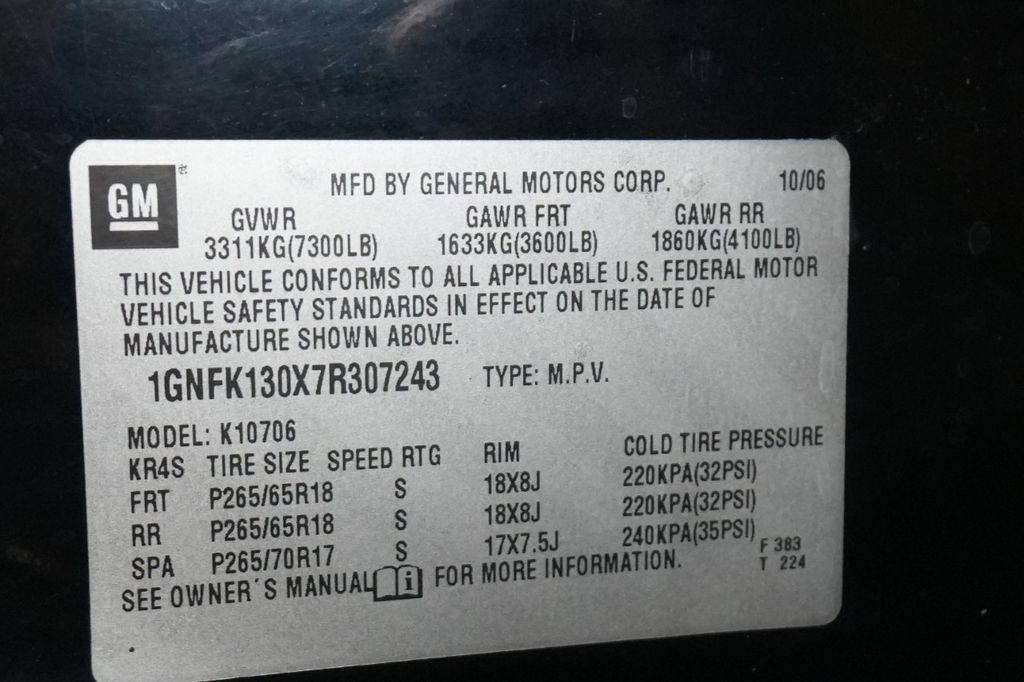 GM ®
MFD BY GENERAL MOTORS CORP. 10/06
GVWR GAWR FRT GAWR RR
3311KG(7300LB) 1633KG(3600LB) 1860KG(4100LB)
THIS VEHICLE CONFORMS TO ALL APPLICABLE U.S. FEDERAL MOTOR
VEHICLE SAFETY STANDARDS IN EFFECT ON THE DATE OF
MANUFACTURE SHOWN ABOVE.
1GNFK130X7R307243 TYPE: M.P.V.
MODEL: K10706
KR4S TIRE SIZE SPEED RTG RIM COLD TIRE PRESSURE
FRT P265/65R18 S 18X8J 220KPA(32PSI)
RR P265/65R18 S 18X8J 220KPA(32PSI)
SPA P265/70R17 S 17X7.5J 240KPA(35PSI)
F 383
T 224
SEE OWNER´S MANUAL i FOR MORE INFORMATION.